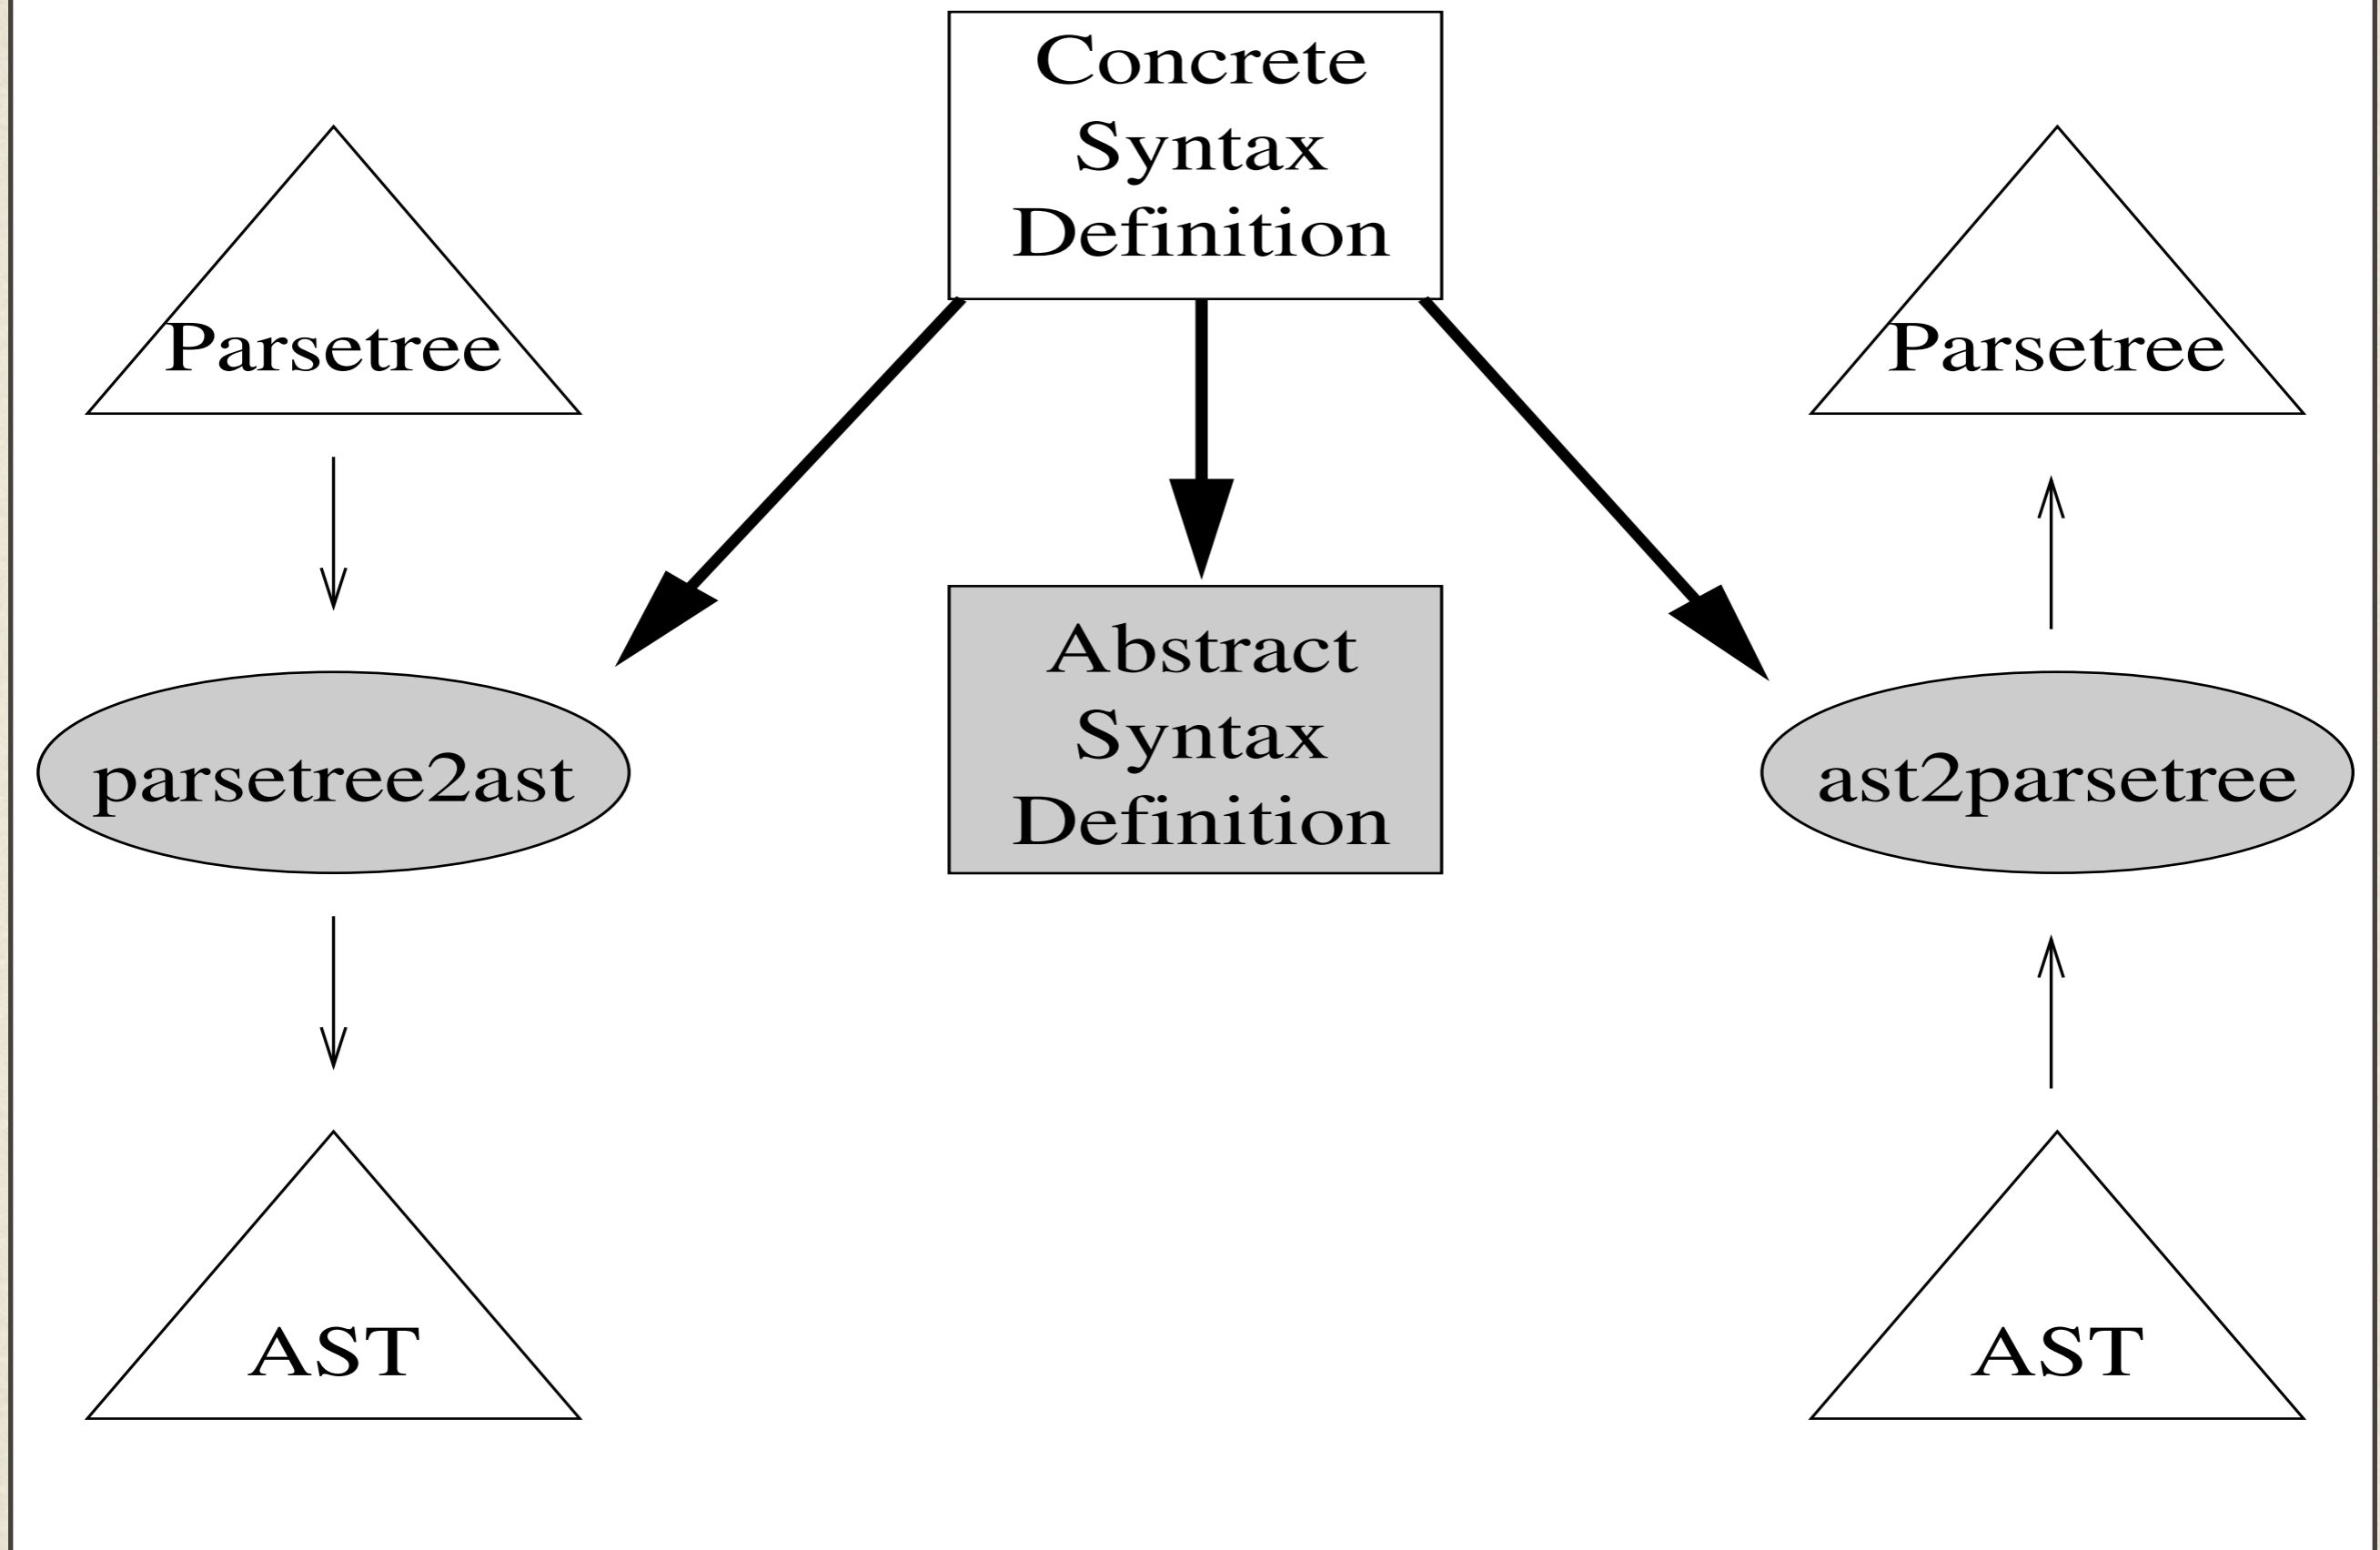 Concrete
Syntax
Definition
Parsetree
Parsetree
Abstract
Syntax
Definition
parsetree2ast
ast2parsetree
AST
AST